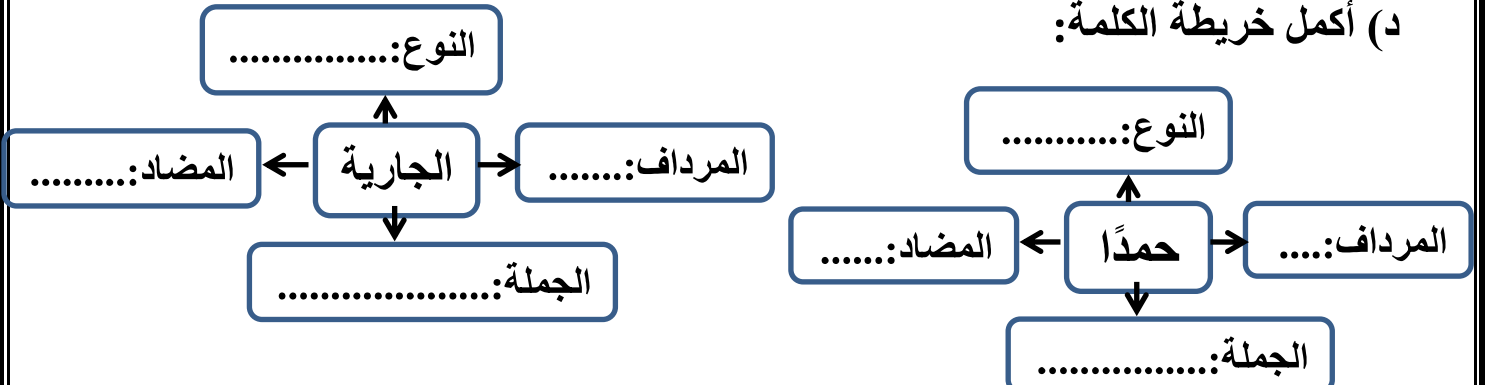 د) أكمل خريطة الكلمة:
النوع:...........
المرداف:....
حمدًا
المضاد:......
الجملة:................
النوع:...............
المرداف:.......
الجارية
المضاد:.........
الجملة:....................